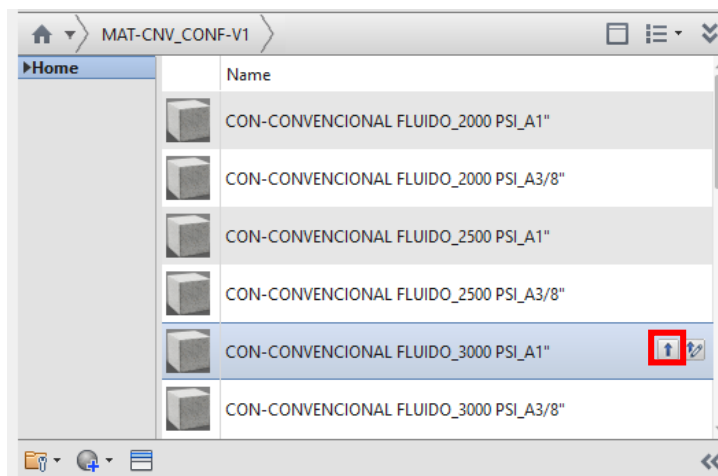 MAT-CNV_CONF-V1
Home
Name
CON-CONVENCIONAL FLUIDO_2000 PSI_A1"
CON-CONVENCIONAL FLUIDO_2000 PSI_A3/8"
CON-CONVENCIONAL FLUIDO_2500 PSI_A1"
CON-CONVENCIONAL FLUIDO_2500 PSI_A3/8"
CON-CONVENCIONAL FLUIDO_3000 PSI_A1"
CON-CONVENCIONAL FLUIDO_3000 PSI_A3/8"